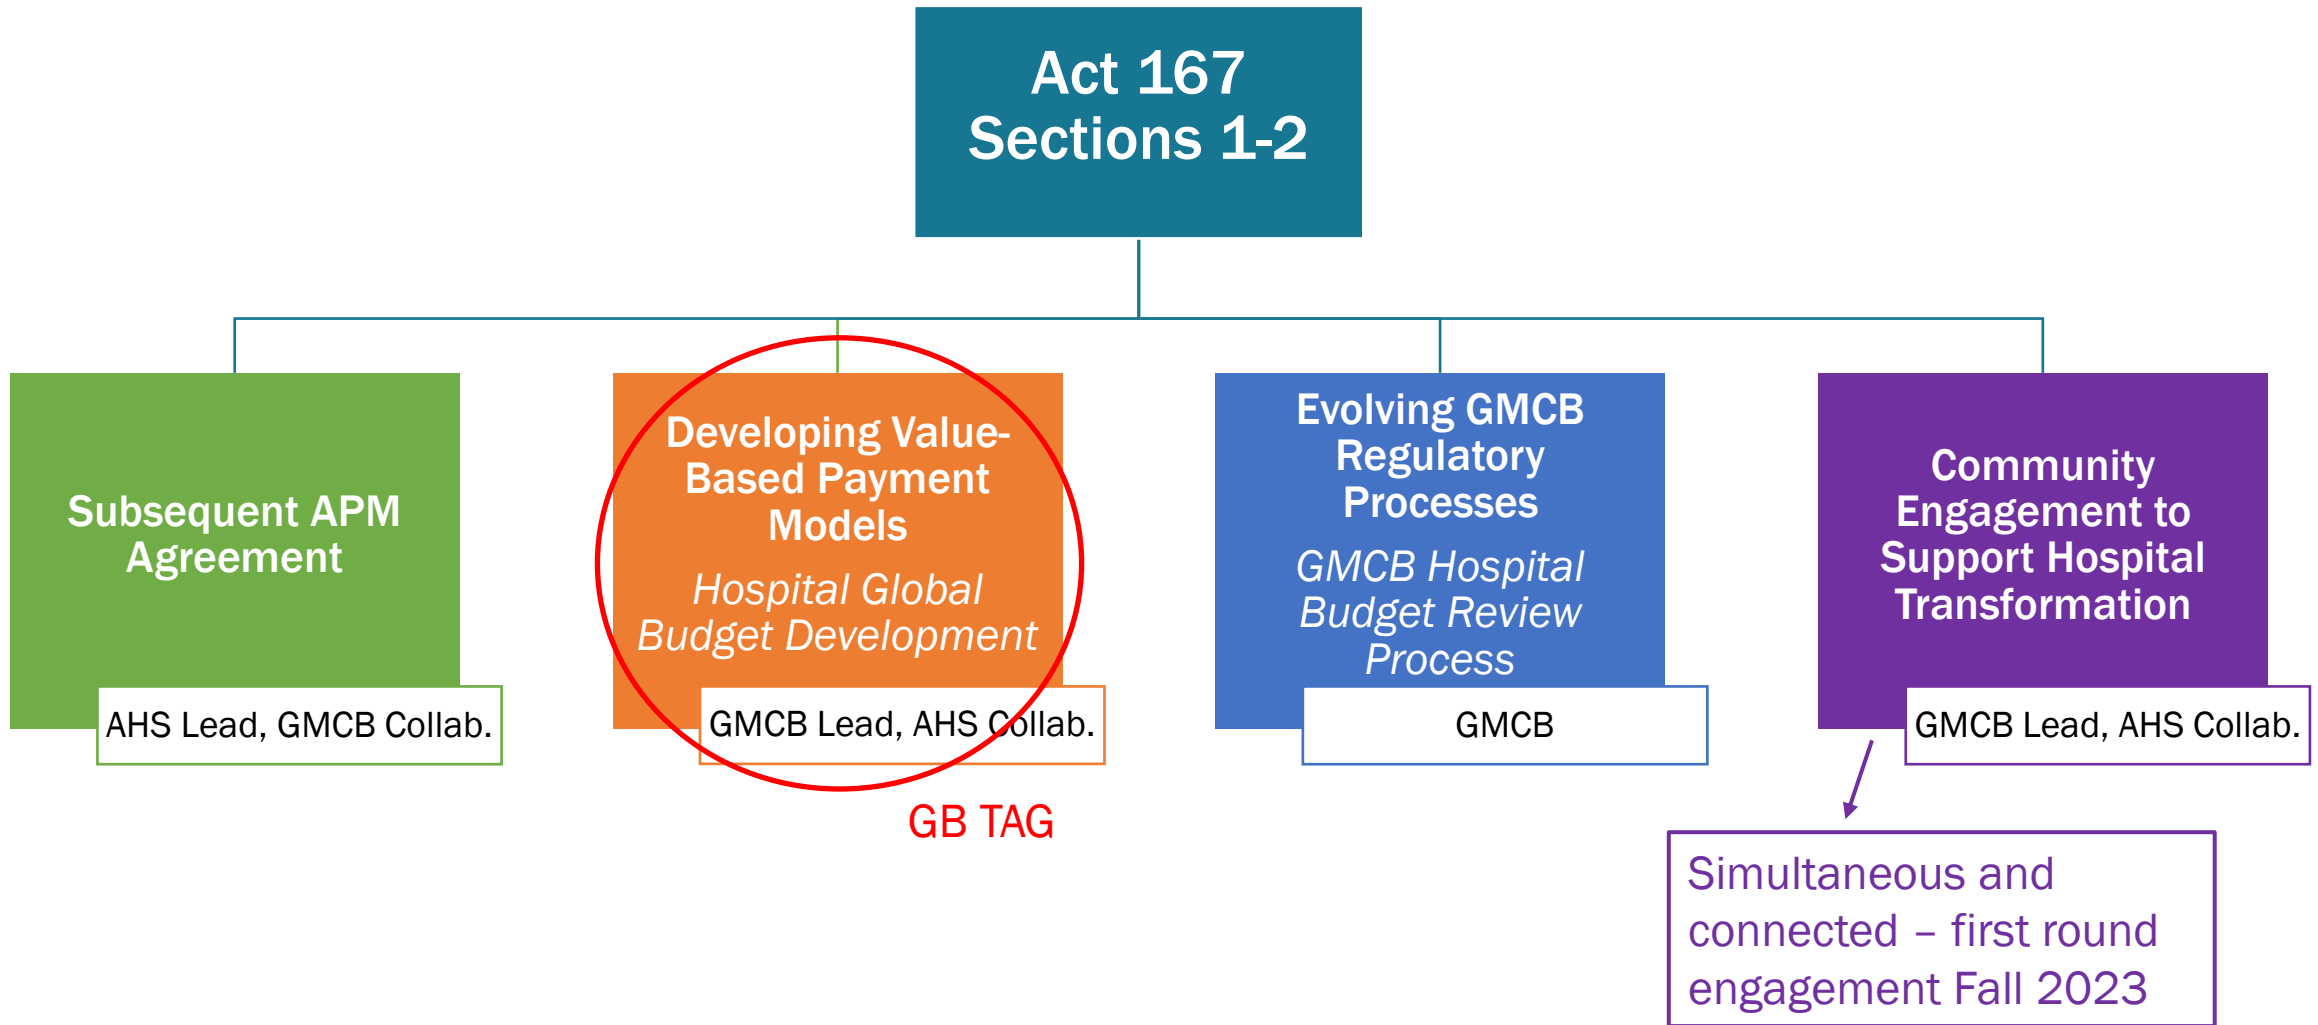 Act 167
Sections 1-2
Subsequent APM
Agreement
AHS Lead, GMCB Collab.
Developing Value-
Based Payment
Models
Hospital Global
Budget Development
GMCB Lead, AHS Collab.
GB TAG
Evolving GMCB
Regulatory
Processes
GMCB Hospital
Budget Review
Process
GMCB
Community
Engagement to
Support Hospital
Transformation
GMCB Lead, AHS Collab.
Simultaneous and
connected – first round
engagement Fall 2023